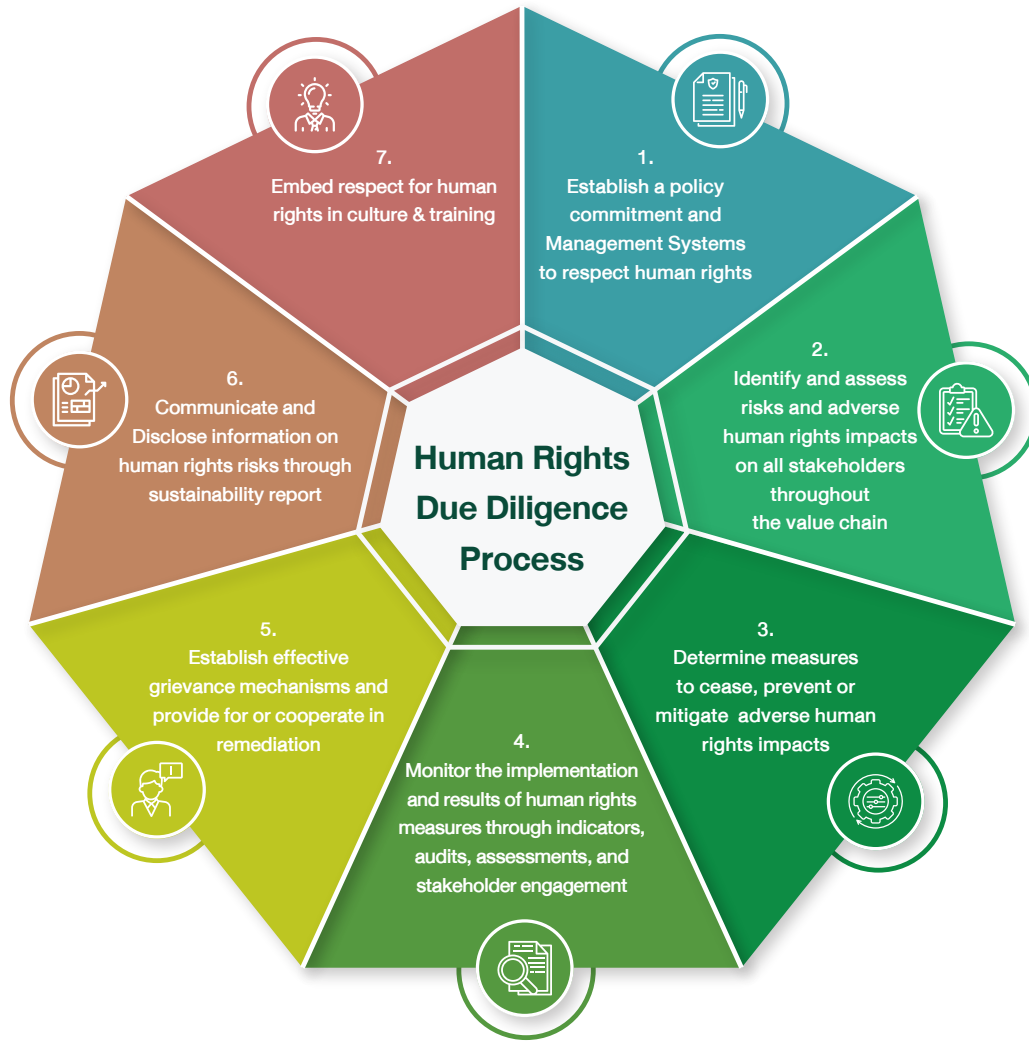 Human Rights
Due Diligence
Process
1.
Establish a policy
commitment and
Management Systems
to respect human rights
2.
Identify and assess
risks and adverse
human rights impacts
on all stakeholders
throughout
the value chain
3.
Determine measures
to cease, prevent or
mitigate adverse human
rights impacts
4.
Monitor the implementation
and results of human rights
measures through indicators,
audits, assessments, and
stakeholder engagement
5.
Establish effective
grievance mechanisms and
provide for or cooperate in
remediation
6.
Communicate and
Disclose information on
human rights risks through
sustainability report
7.
Embed respect for human
rights in culture & training